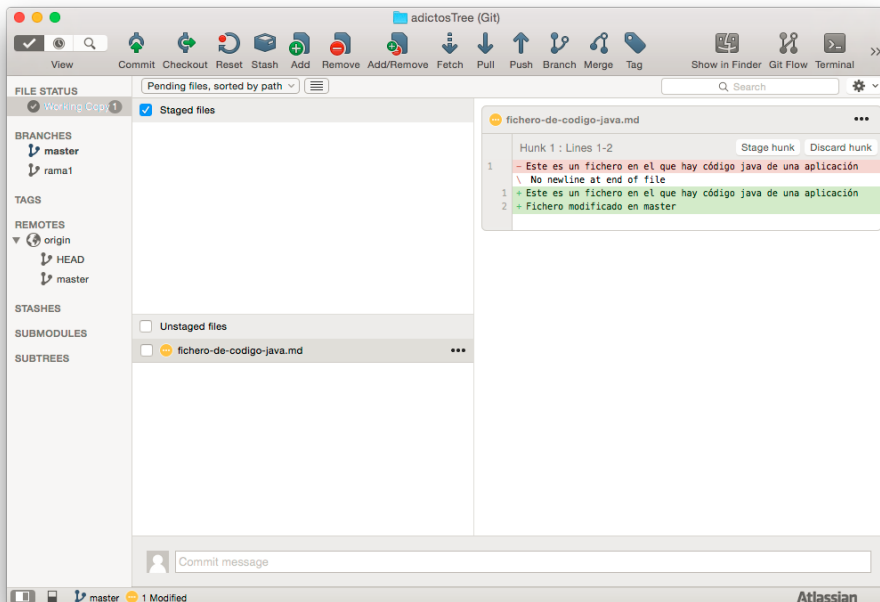 adictosTree (Git)
View Commit Checkout Reset Stash Add Remove Add/Remove Fetch Pull Push Branch Merge Tag Show in Finder Git Flow Terminal
FILE STATUS
Working Copy 1
BRANCHES
master
rama1
TAGS
REMOTES
origin
HEAD
master
STASHES
SUBMODULES
SUBTREES
Pending files, sorted by path
Search
Staged files
Unstaged files
fichero-de-codigo-java.md
fichero-de-codigo-java.md
Hunk 1 : Lines 1-2 Stage hunk Discard hunk
1 - Este es un fichero en el que hay código java de una aplicación
\ No newline at end of file
1 + Este es un fichero en el que hay código java de una aplicación
2 + Fichero modificado en master
Commit message
master 1 Modified
Atlassian